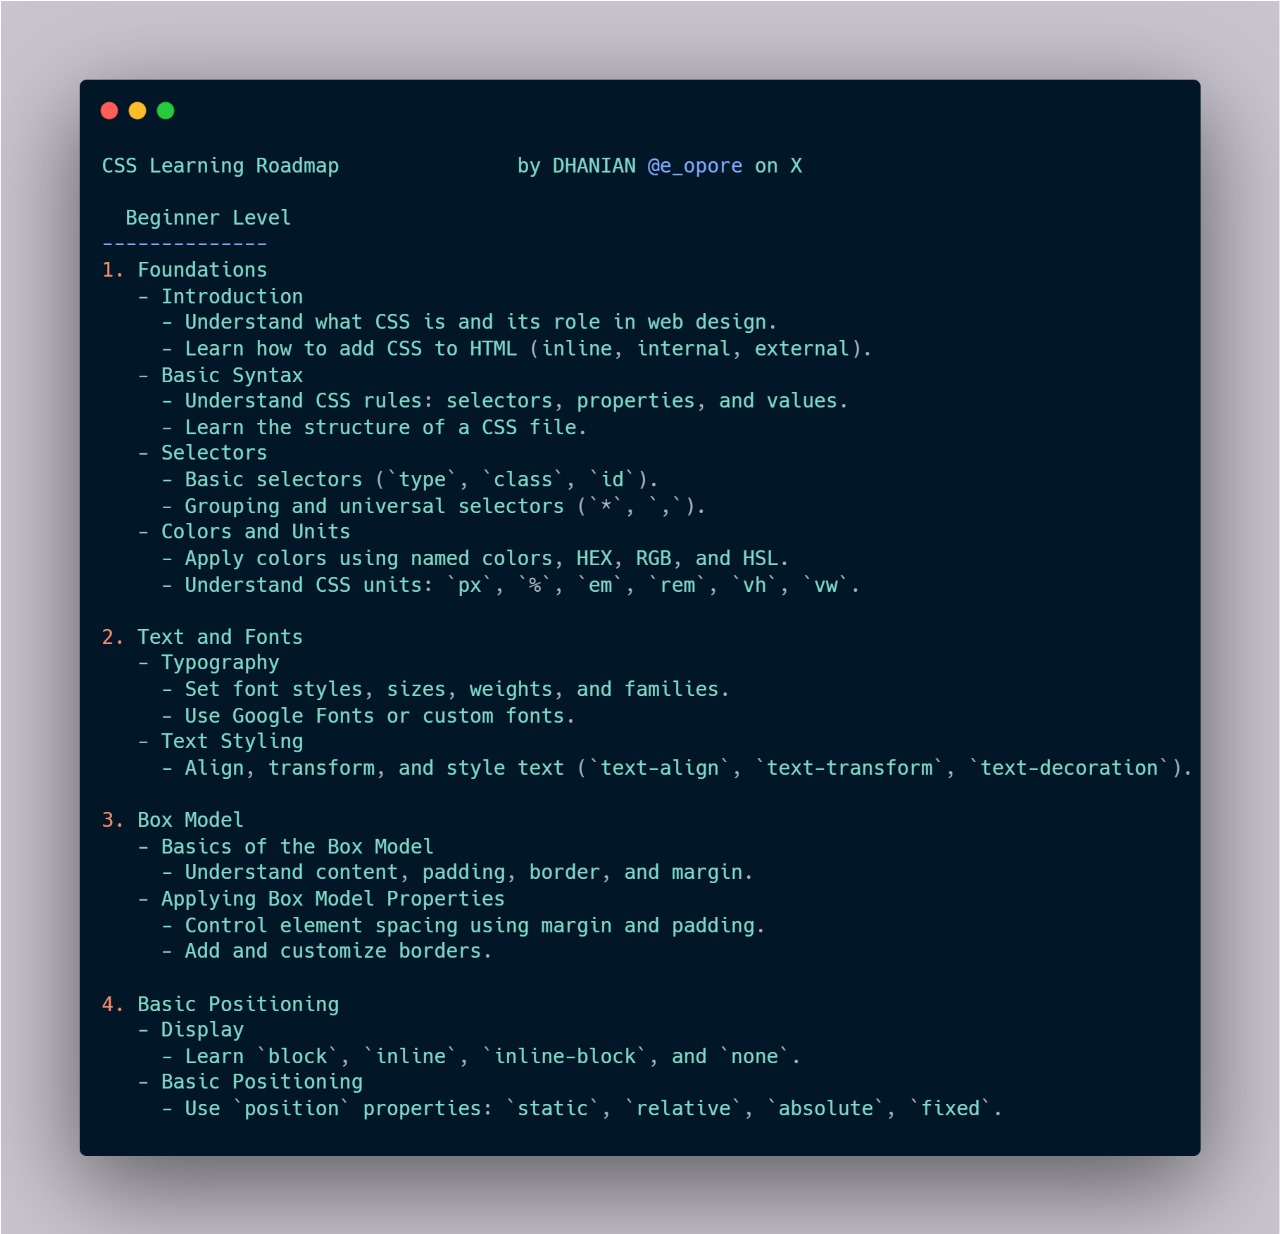 CSS Learning Roadmap               by DHANIAN @e_opore on X
  Beginner Level
--------------
1. Foundations
   - Introduction
     - Understand what CSS is and its role in web design.
     - Learn how to add CSS to HTML (inline, internal, external).
   - Basic Syntax
     - Understand CSS rules: selectors, properties, and values.
     - Learn the structure of a CSS file.
   - Selectors
     - Basic selectors (`type`, `class`, `id`).
     - Grouping and universal selectors (`*`, `,`).
   - Colors and Units
     - Apply colors using named colors, HEX, RGB, and HSL.
     - Understand CSS units: `px`, `%`, `em`, `rem`, `vh`, `vw`.
2. Text and Fonts
   - Typography
     - Set font styles, sizes, weights, and families.
     - Use Google Fonts or custom fonts.
   - Text Styling
     - Align, transform, and style text (`text-align`, `text-transform`, `text-decoration`).
3. Box Model
   - Basics of the Box Model
     - Understand content, padding, border, and margin.
   - Applying Box Model Properties
     - Control element spacing using margin and padding.
     - Add and customize borders.
4. Basic Positioning
   - Display
     - Learn `block`, `inline`, `inline-block`, and `none`.
   - Basic Positioning
     - Use `position` properties: `static`, `relative`, `absolute`, `fixed`.